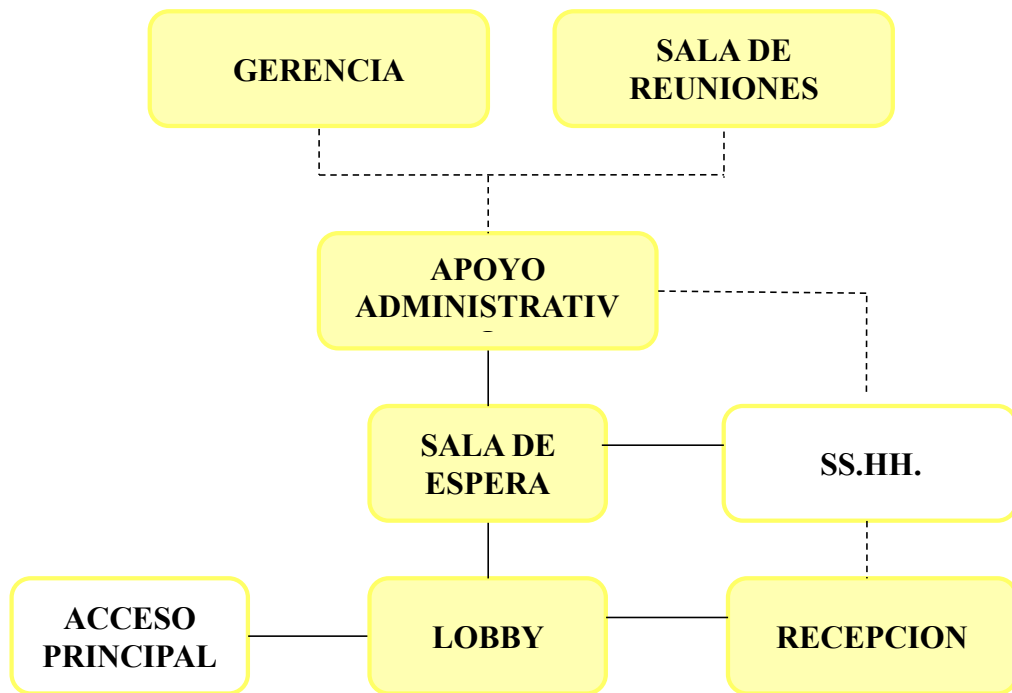 GERENCIA
SALA DE
REUNIONES
APOYO
ADMINISTRATIV
SALA DE
ESPERA
SS.HH.
ACCESO
PRINCIPAL
LOBBY
RECEPCION